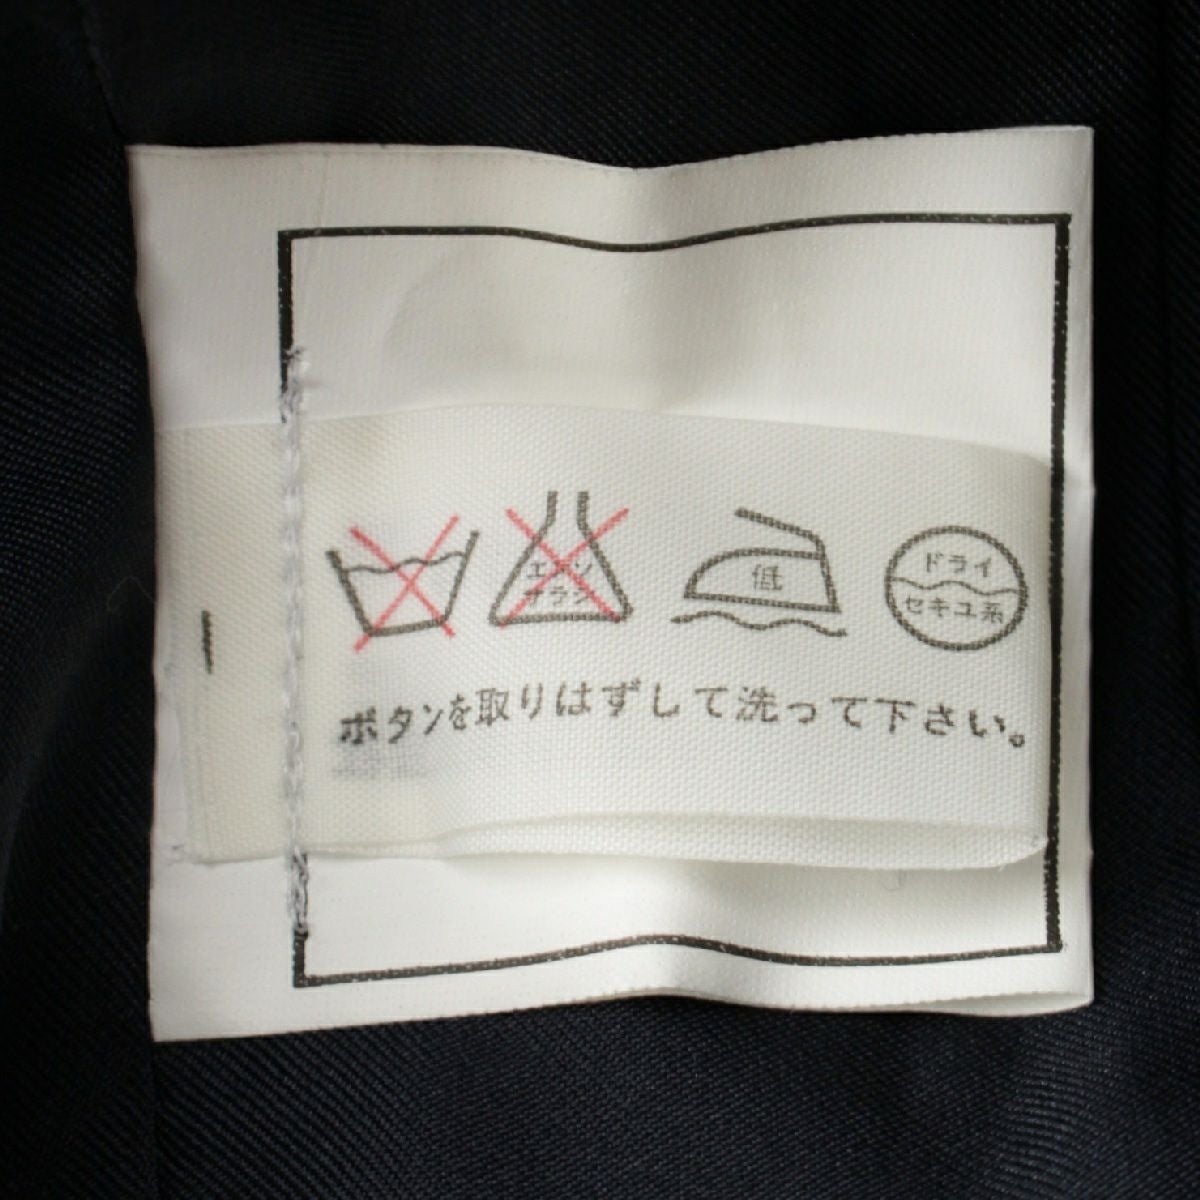 エンソ
サラシ
低
ドライ
セキユ系
ボタンを取りはずして洗って下さい。